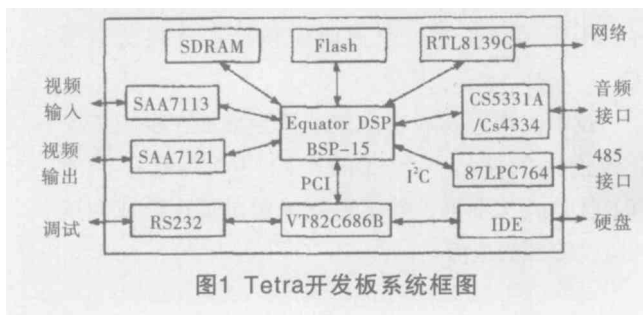 SDRAM
Flash
RTL8139C
网络
视频
输入
SAA7113
Equator DSP
BSP-15
CS5331A
/Cs4334
音频
接口
视频
输出
SAA7121
PCI
I²C
87LPC764
485
接口
调试
RS232
VT82C686B
IDE
硬盘
图1 Tetra开发板系统框图